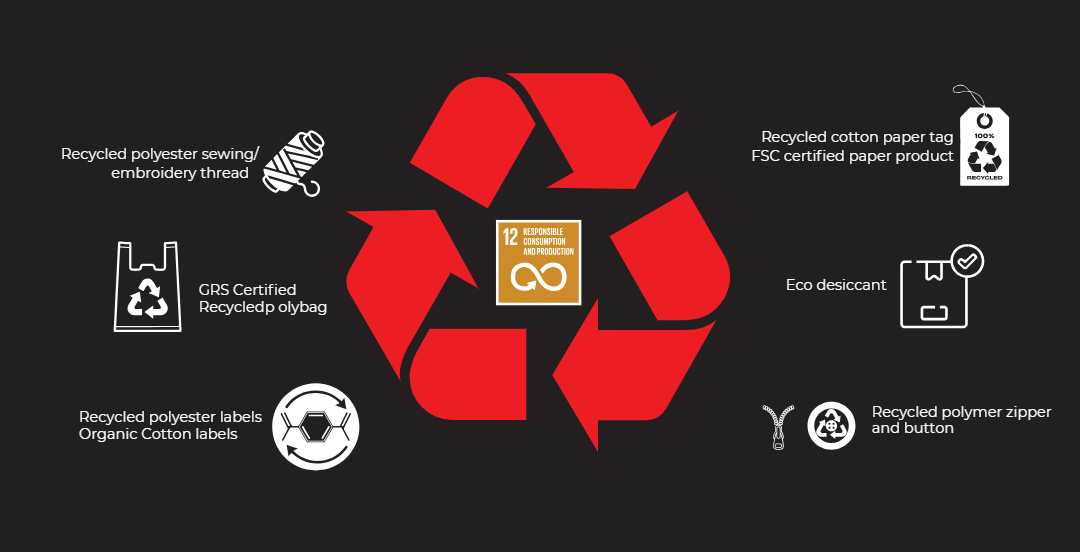 Recycled polyester sewing/
embroidery thread
GRS Certified
Recycledp olybag
Recycled polyester labels
Organic Cotton labels
12
RESPONSIBLE
CONSUMPTION
AND PRODUCTION
Recycled cotton paper tag
FSC certified paper product
100%
RECYCLED
Eco desiccant
Recycled polymer zipper
and button